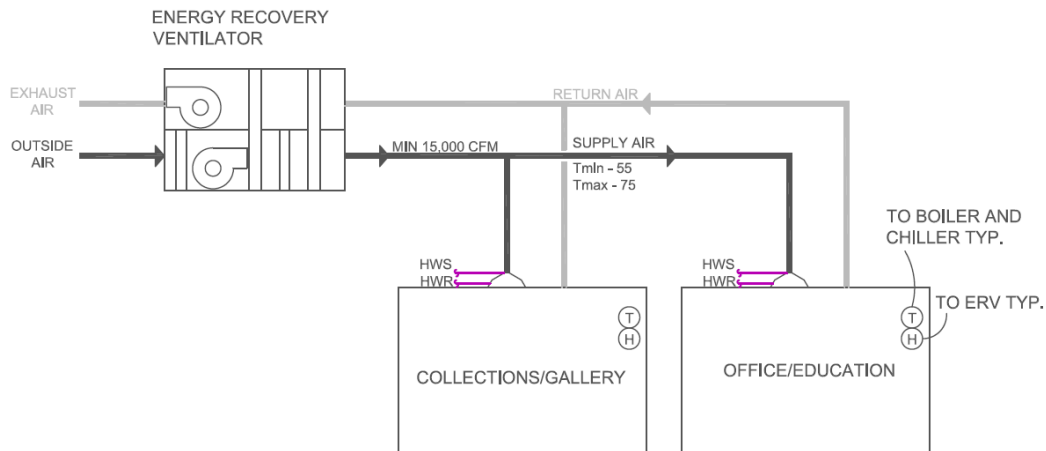 ENERGY RECOVERY
VENTILATOR
EXHAUST
AIR
RETURN AIR
OUTSIDE
AIR
MIN 15,000 CFM
SUPPLY AIR
TmIn - 55
Tmax - 75
TO BOILER AND
CHILLER TYP.
HWS
HWR
HWS
HWR
TO ERV TYP.
T
H
T
H
COLLECTIONS/GALLERY
OFFICE/EDUCATION